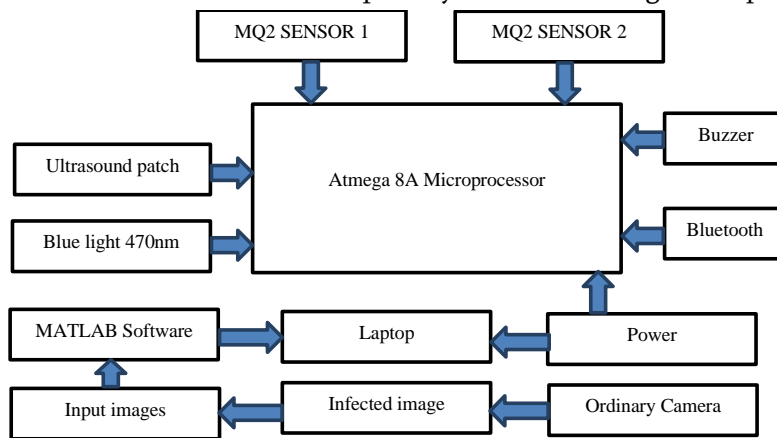 MQ2 SENSOR 1
MQ2 SENSOR 2
Buzzer
Ultrasound patch
Atmega 8A Microprocessor
Blue light 470nm
Bluetooth
MATLAB Software
Laptop
Power
Input images
Infected image
Ordinary Camera